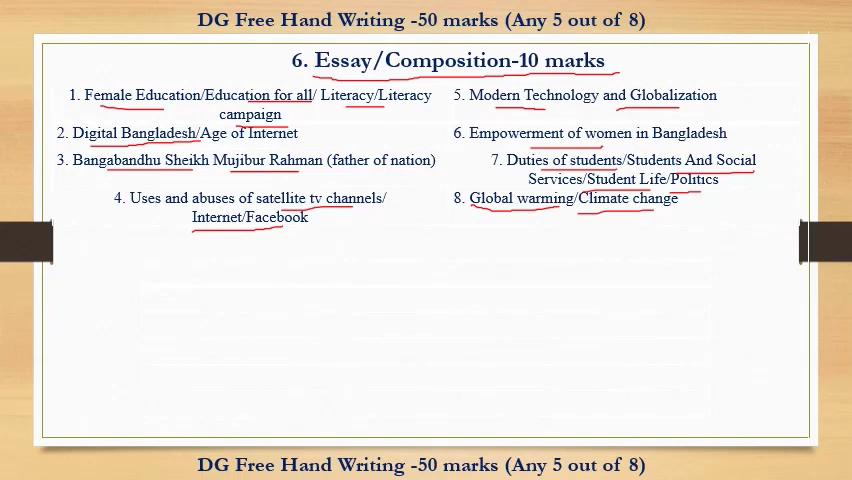 DG Free Hand Writing -50 marks (Any 5 out of 8)
6. Essay/Composition-10 marks
1. Female Education/Education for all/ Literacy/Literacy
campaign
2. Digital Bangladesh/Age of Internet
3. Bangabandhu Sheikh Mujibur Rahman (father of nation)
4. Uses and abuses of satellite tv channels/
Internet/Facebook
5. Modern Technology and Globalization
6. Empowerment of women in Bangladesh
7. Duties of students/Students And Social
Services/Student Life/Politics
8. Global warming/Climate change
DG Free Hand Writing -50 marks (Any 5 out of 8)